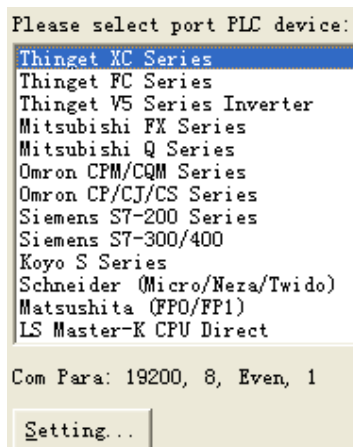 Please select port PLC device:
Thinget XC Series
Thinget FC Series
Thinget V5 Series Inverter
Mitsubishi FX Series
Mitsubishi Q Series
Omron CPM/CQM Series
Omron CP/CJ/CS Series
Siemens S7-200 Series
Siemens S7-300/400
Koyo S Series
Schneider (Micro/Neza/Twido)
Matsushita (FP0/FP1)
LS Master-K CPU Direct
Com Para: 19200, 8, Even, 1
Setting...